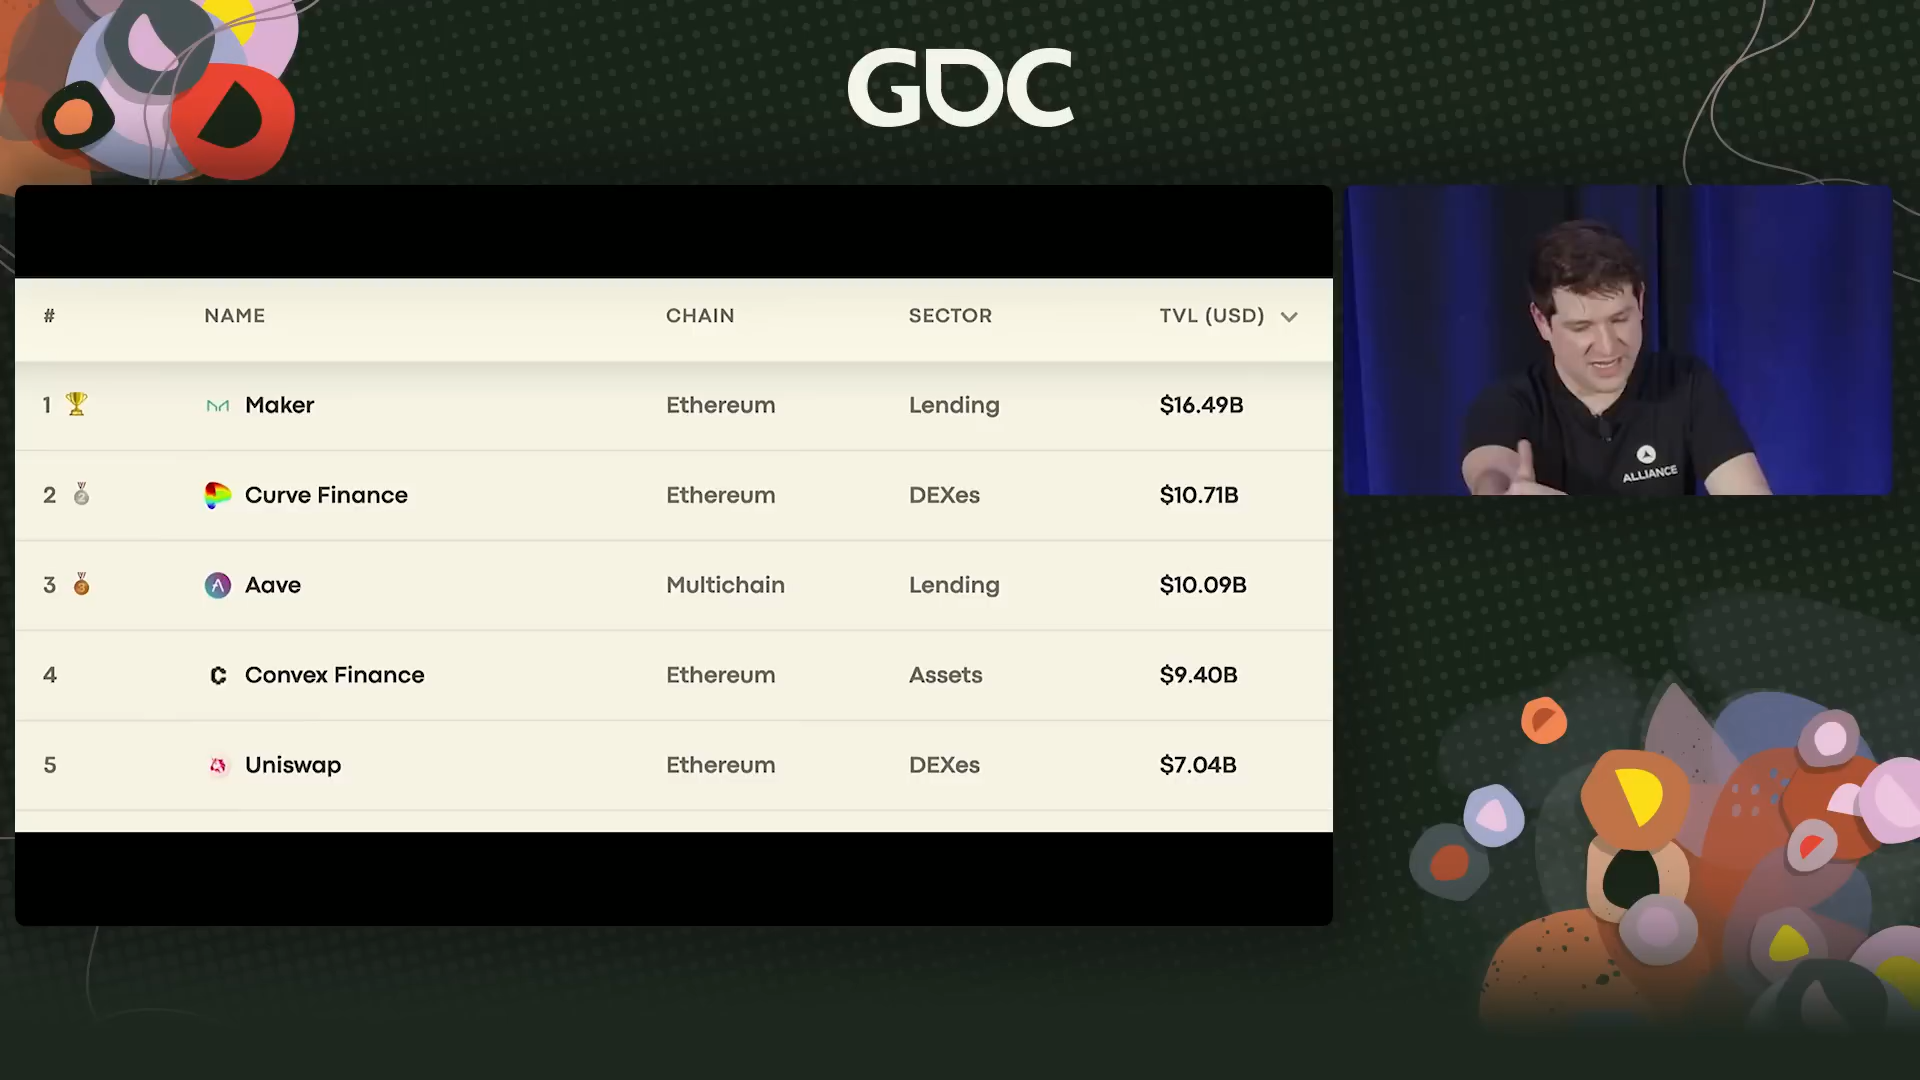 GDC
# NAME CHAIN SECTOR TVL (USD)
1 Maker Ethereum Lending $16.49B
2 Curve Finance Ethereum DEXes $10.71B
3 Aave Multichain Lending $10.09B
4 Convex Finance Ethereum Assets $9.40B
5 Uniswap Ethereum DEXes $7.04B
ALLIANCE